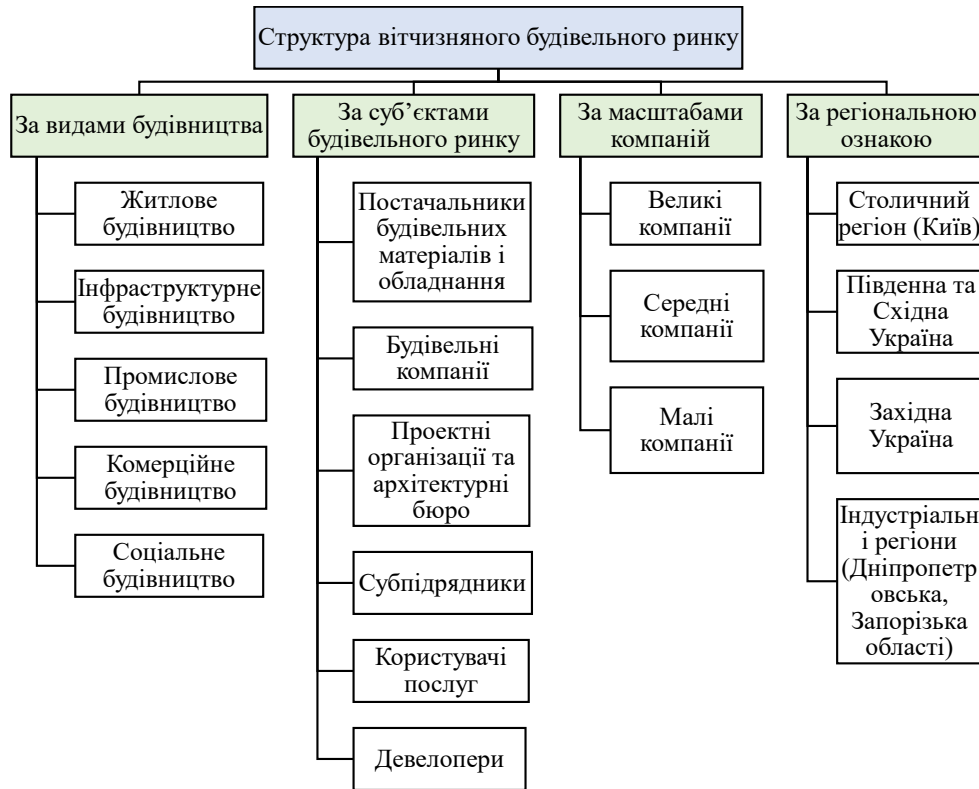 Структура вітчизняного будівельного ринку
За видами будівництва
Житлове
будівництво
Інфраструктурне
будівництво
Промислове
будівництво
Комерційне
будівництво
Соціальне
будівництво
За суб’єктами
будівельного ринку
Постачальники
будівельних
матеріалів і
обладнання
Будівельні
компанії
Проектні
організації та
архітектурні
бюро
Субпідрядники
Користувачі
послуг
Девелопери
За масштабами
компаній
Великі
компанії
Середні
компанії
Малі
компанії
За регіональною
ознакою
Столичний
регіон (Київ)
Південна та
Східна
Україна
Західна
Україна
Індустріальн
і регіони
(Дніпропетр
овська,
Запорізька
області)